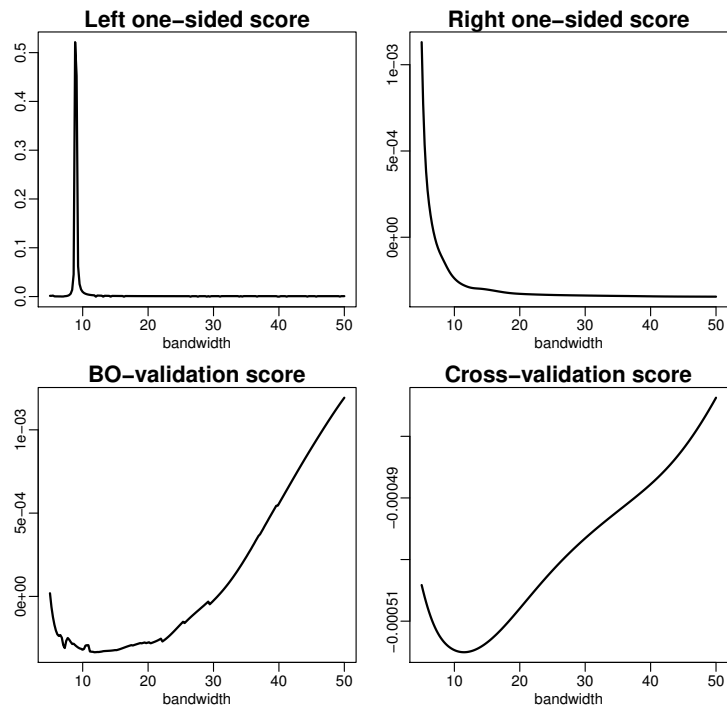 Left one−sided score
0.0 0.1 0.2 0.3 0.4 0.5
10 20 30 40 50
bandwidth
Right one−sided score
0e+00 5e−04 1e−03
10 20 30 40 50
bandwidth
BO−validation score
0e+00 5e−04 1e−03
10 20 30 40 50
bandwidth
Cross−validation score
−0.00051 −0.00049
10 20 30 40 50
bandwidth